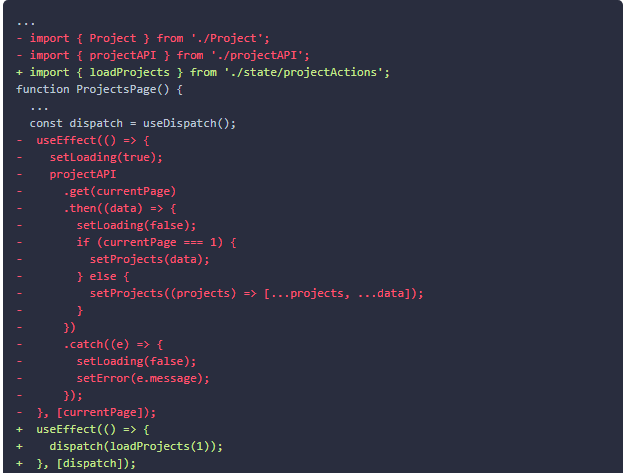 ...
- import { Project } from './Project';
- import { projectAPI } from './projectAPI';
+ import { loadProjects } from './state/projectActions';
function ProjectsPage() {
  ...
  const dispatch = useDispatch();
-  useEffect(() => {
-    setLoading(true);
-    projectAPI
-      .get(currentPage)
-      .then((data) => {
-        setLoading(false);
-        if (currentPage === 1) {
-          setProjects(data);
-        } else {
-          setProjects((projects) => [...projects, ...data]);
-        }
-      })
-      .catch((e) => {
-        setLoading(false);
-        setError(e.message);
-      });
-  }, [currentPage]);
+  useEffect(() => {
+    dispatch(loadProjects(1));
+  }, [dispatch]);